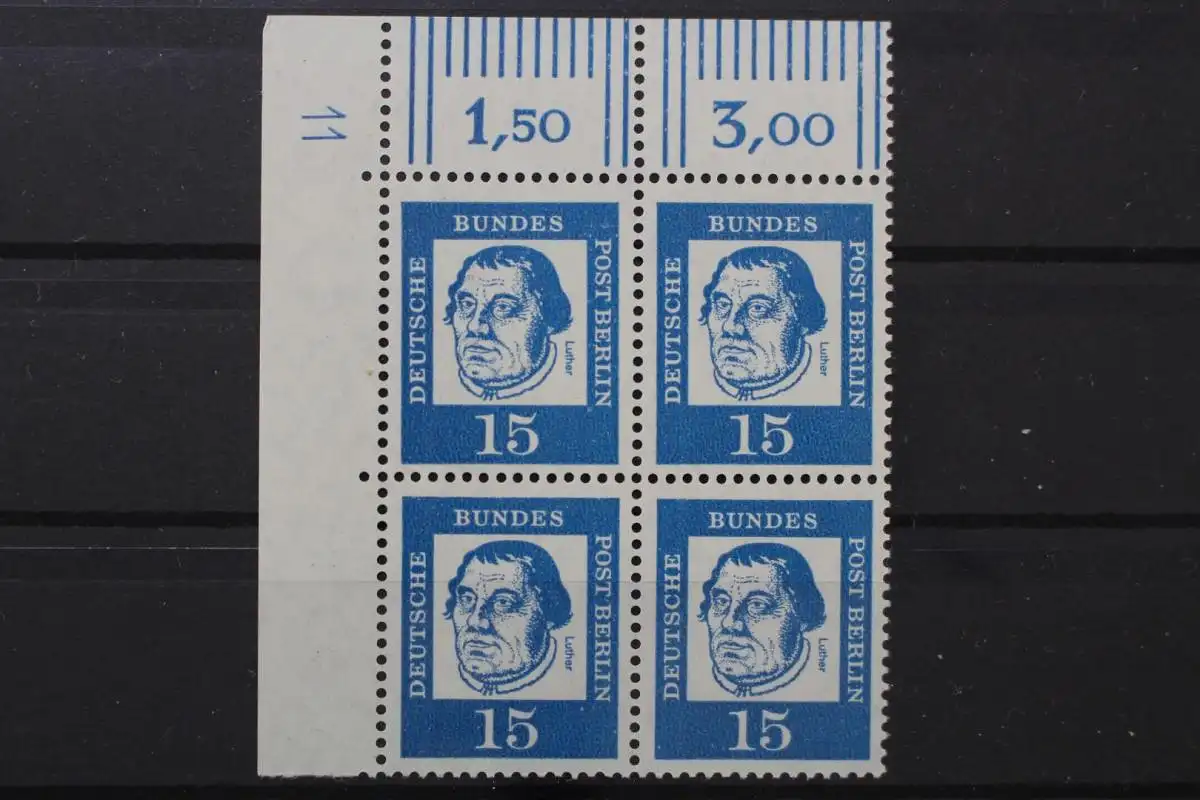 11
1,50 3,00
BUNDES
DEUTSCHE
POST BERLIN
Luther
15
BUNDES
DEUTSCHE
POST BERLIN
Luther
15
BUNDES
DEUTSCHE
POST BERLIN
Luther
15
BUNDES
DEUTSCHE
POST BERLIN
Luther
15